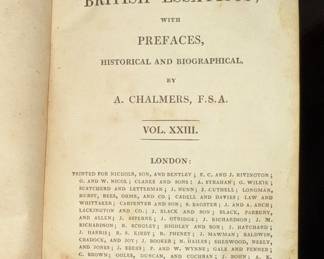 BRITISH ESSAYISTS;
WITH
PREFACES,
HISTORICAL AND BIOGRAPHICAL,
BY
A. CHALMERS, F.S.A.
VOL. XXIII.
LONDON:
PRINTED FOR NICHOLS, SON, AND BENTLEY; F. C. AND J. RIVINGTON;
G. AND W. NICOL; CLARKE AND SONS; A. STRAHAN; G. WILKIE;
SCATCHERD AND LETTERMAN; J. NUNN; J. CUTHELL; LONGMAN,
HURST, REES, ORME, AND CO.; CADELL AND DAVIES; LAW AND
WHITTAKER; CARPENTER AND SON; S. BAGSTER; J. AND A. ARCH;
LACKINGTON AND CO.; J. BLACK AND SON; BLACK, PARBURY,
AND ALLEN; J. ASPERNE; J. OTRIDGE; J. RICHARDSON; J. M.
RICHARDSON; R. SCHOLEY; HIGHLEY AND SON; J. HATCHARD;
J. HARRIS; R. S. KIRBY; R. PHENEY; J. MAWMAN; BALDWIN,
CRADOCK, AND JOY; J. BOOKER; M. HAILES; SHERWOOD, NEELY,
AND JONES; J. EBERS; P. AND W. WYNNE; GALE AND FENNER;
C. BROWN; OGLES, DUNCAN, AND COCHRAN; J. BOHN; A. K.